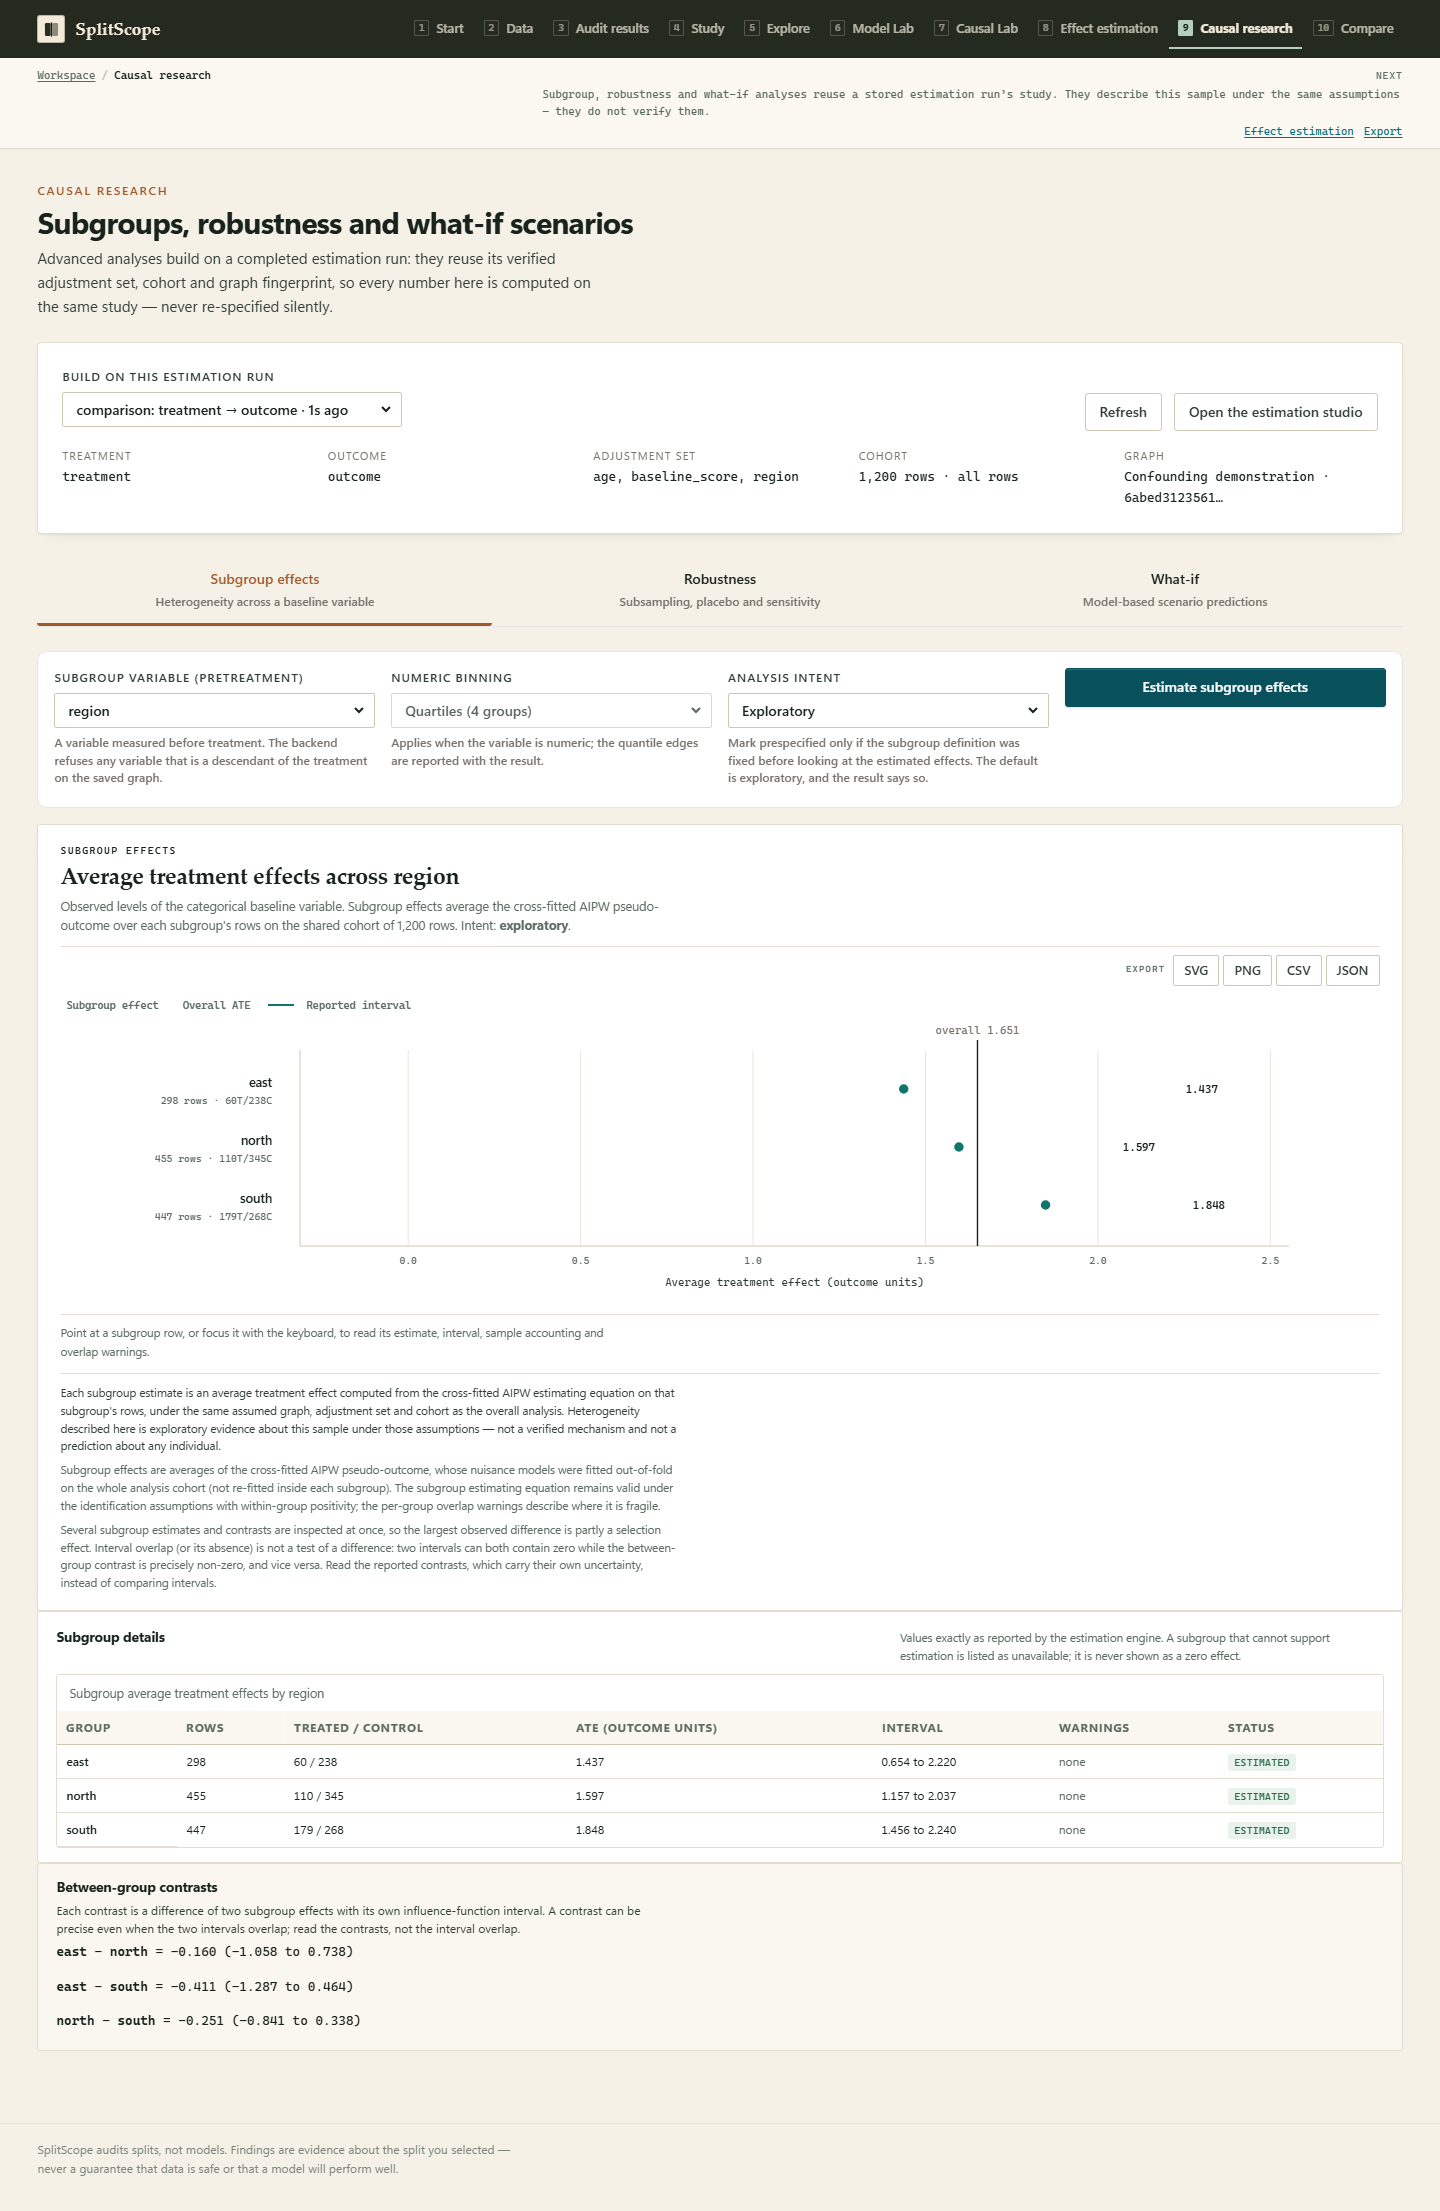 SplitScope
1 Start
2 Data
3 Audit results
4 Study
5 Explore
6 Model Lab
7 Causal Lab
8 Effect estimation
9 Causal research
10 Compare
Workspace / Causal research
NEXT
Subgroup, robustness and what-if analyses reuse a stored estimation run's study. They describe this sample under the same assumptions
— they do not verify them.
Effect estimation Export
CAUSAL RESEARCH
Subgroups, robustness and what-if scenarios
Advanced analyses build on a completed estimation run: they reuse its verified
adjustment set, cohort and graph fingerprint, so every number here is computed on
the same study — never re-specified silently.
BUILD ON THIS ESTIMATION RUN
comparison: treatment → outcome · 1s ago
Refresh
Open the estimation studio
TREATMENT
treatment
OUTCOME
outcome
ADJUSTMENT SET
age, baseline_score, region
COHORT
1,200 rows · all rows
GRAPH
Confounding demonstration ·
6abed3123561…
Subgroup effects
Heterogeneity across a baseline variable
Robustness
Subsampling, placebo and sensitivity
What-if
Model-based scenario predictions
SUBGROUP VARIABLE (PRETREATMENT)
region
A variable measured before treatment. The backend
refuses any variable that is a descendant of the treatment
on the saved graph.
NUMERIC BINNING
Quartiles (4 groups)
Applies when the variable is numeric; the quantile edges
are reported with the result.
ANALYSIS INTENT
Exploratory
Mark prespecified only if the subgroup definition was
fixed before looking at the estimated effects. The default
is exploratory, and the result says so.
Estimate subgroup effects
SUBGROUP EFFECTS
Average treatment effects across region
Observed levels of the categorical baseline variable. Subgroup effects average the cross-fitted AIPW pseudo-
outcome over each subgroup's rows on the shared cohort of 1,200 rows. Intent: exploratory.
EXPORT SVG PNG CSV JSON
Subgroup effect Overall ATE Reported interval
overall 1.651
east
298 rows · 60T/238C
1.437
north
455 rows · 110T/345C
1.597
south
447 rows · 179T/268C
1.848
0.0 0.5 1.0 1.5 2.0 2.5
Average treatment effect (outcome units)
Point at a subgroup row, or focus it with the keyboard, to read its estimate, interval, sample accounting and
overlap warnings.
Each subgroup estimate is an average treatment effect computed from the cross-fitted AIPW estimating equation on that
subgroup's rows, under the same assumed graph, adjustment set and cohort as the overall analysis. Heterogeneity
described here is exploratory evidence about this sample under those assumptions — not a verified mechanism and not a
prediction about any individual.
Subgroup effects are averages of the cross-fitted AIPW pseudo-outcome, whose nuisance models were fitted out-of-fold
on the whole analysis cohort (not re-fitted inside each subgroup). The subgroup estimating equation remains valid under
the identification assumptions with within-group positivity; the per-group overlap warnings describe where it is fragile.
Several subgroup estimates and contrasts are inspected at once, so the largest observed difference is partly a selection
effect. Interval overlap (or its absence) is not a test of a difference: two intervals can both contain zero while the between-
group contrast is precisely non-zero, and vice versa. Read the reported contrasts, which carry their own uncertainty,
instead of comparing intervals.
Subgroup details
Values exactly as reported by the estimation engine. A subgroup that cannot support
estimation is listed as unavailable; it is never shown as a zero effect.
Subgroup average treatment effects by region
GROUP ROWS TREATED / CONTROL ATE (OUTCOME UNITS) INTERVAL WARNINGS STATUS
east 298 60 / 238 1.437 0.654 to 2.220 none ESTIMATED
north 455 110 / 345 1.597 1.157 to 2.037 none ESTIMATED
south 447 179 / 268 1.848 1.456 to 2.240 none ESTIMATED
Between-group contrasts
Each contrast is a difference of two subgroup effects with its own influence-function interval. A contrast can be
precise even when the two intervals overlap; read the contrasts, not the interval overlap.
east − north = −0.160 (−1.058 to 0.738)
east − south = −0.411 (−1.287 to 0.464)
north − south = −0.251 (−0.841 to 0.338)
SplitScope audits splits, not models. Findings are evidence about the split you selected —
never a guarantee that data is safe or that a model will perform well.